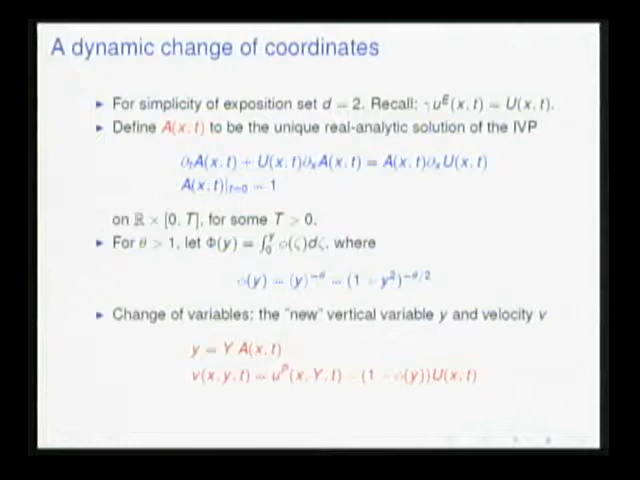 A dynamic change of coordinates
► For simplicity of exposition set d = 2. Recall: γu^E(x, t) = U(x, t).
► Define A(x, t) to be the unique real-analytic solution of the IVP
∂_tA(x, t) + U(x, t)∂_xA(x, t) = A(x, t)∂_xU(x, t)
A(x, t)|_{t=0} = 1
on ℝ × [0, T], for some T > 0.
► For θ > 1, let Φ(y) = ∫_0^y φ(ζ)dζ, where
φ(y) = ⟨y⟩^{−θ} = (1 + y^2)^{−θ/2}
► Change of variables: the "new" vertical variable y and velocity v
y = Y A(x, t)
v(x, y, t) = u^P(x, Y, t) − (1 − φ(y))U(x, t)